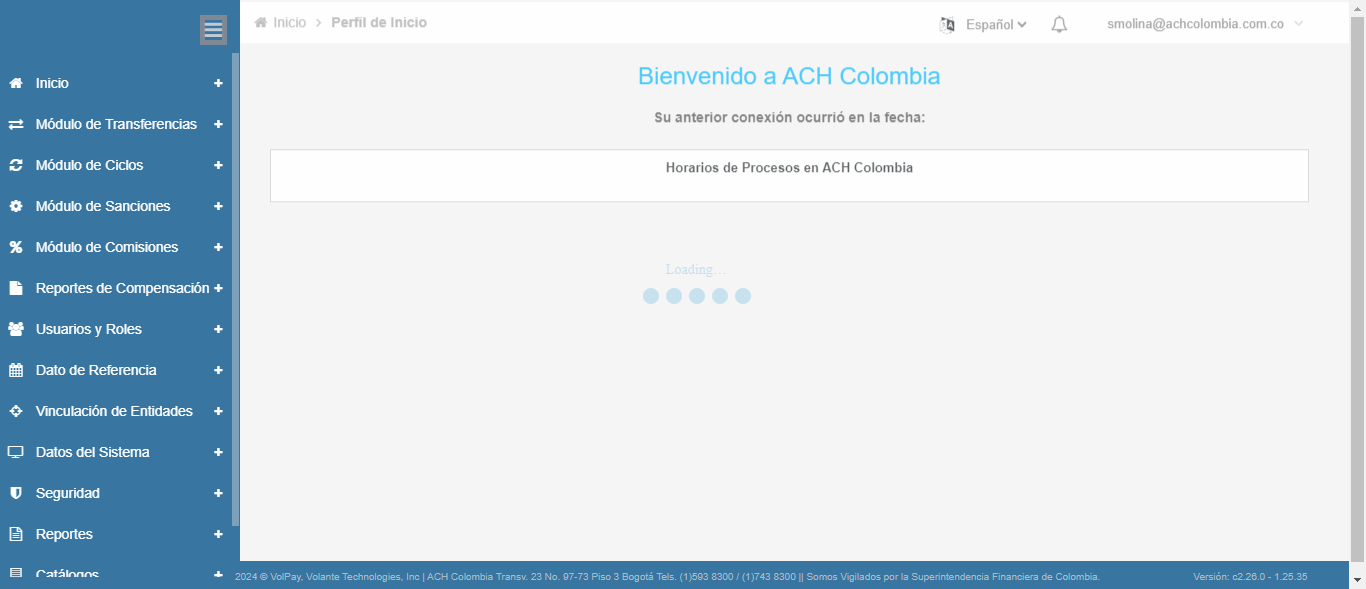 Inicio > Perfil de Inicio
Español
smolina@achcolombia.com.co
Inicio +
Módulo de Transferencias +
Módulo de Ciclos +
Módulo de Sanciones +
Módulo de Comisiones +
Reportes de Compensación +
Usuarios y Roles +
Dato de Referencia +
Vinculación de Entidades +
Datos del Sistema +
Seguridad +
Reportes +
Catálogos +
Bienvenido a ACH Colombia
Su anterior conexión ocurrió en la fecha:
Horarios de Procesos en ACH Colombia
Loading...
2024 © VolPay, Volante Technologies, Inc | ACH Colombia Transv. 23 No. 97-73 Piso 3 Bogotá Tels. (1)593 8300 / (1)743 8300 || Somos Vigilados por la Superintendencia Financiera de Colombia.
Versión: c2.26.0 - 1.25.35